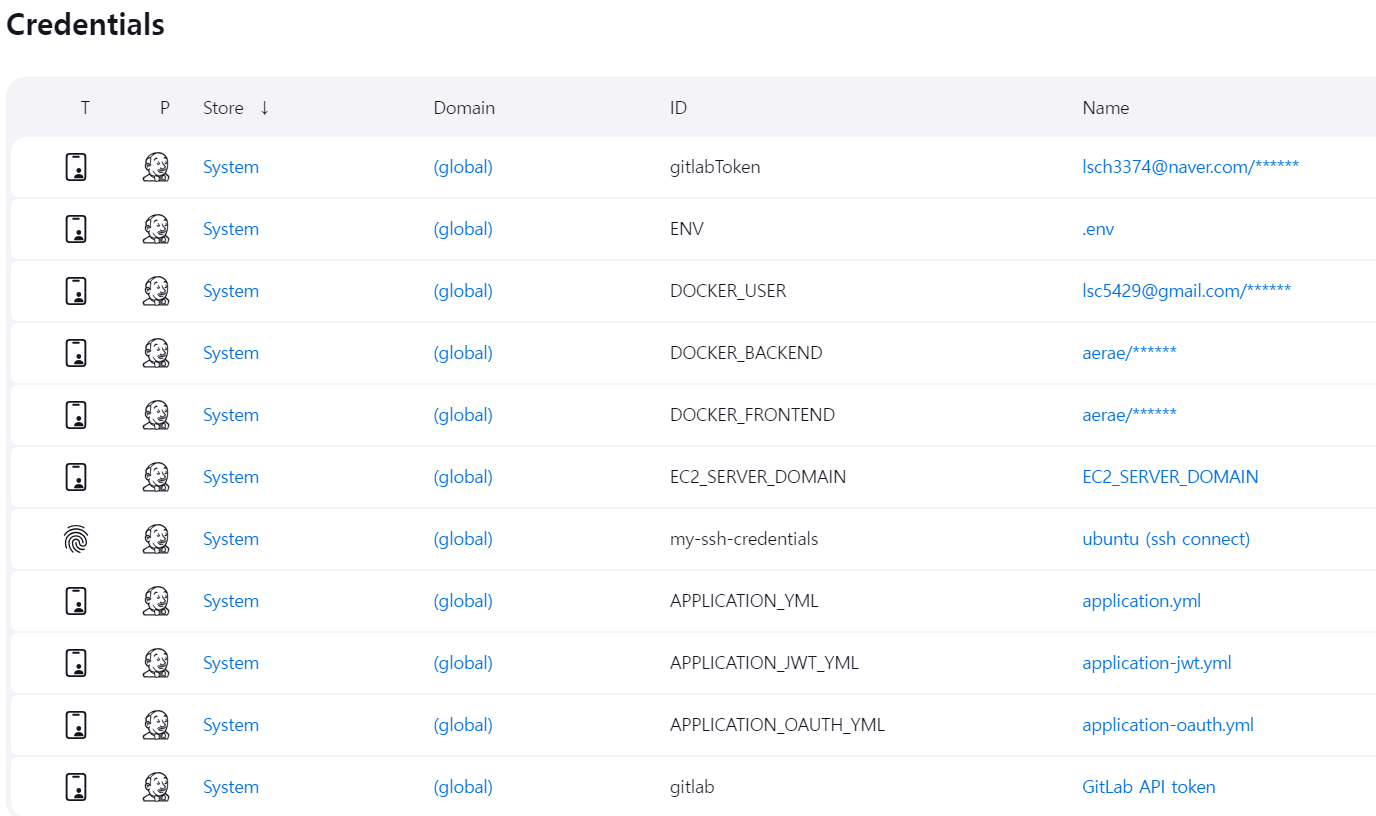 Credentials
T P Store ↓ Domain ID Name
System (global) gitlabToken lsch3374@naver.com/******
System (global) ENV .env
System (global) DOCKER_USER lsc5429@gmail.com/******
System (global) DOCKER_BACKEND aerae/******
System (global) DOCKER_FRONTEND aerae/******
System (global) EC2_SERVER_DOMAIN EC2_SERVER_DOMAIN
System (global) my-ssh-credentials ubuntu (ssh connect)
System (global) APPLICATION_YML application.yml
System (global) APPLICATION_JWT_YML application-jwt.yml
System (global) APPLICATION_OAUTH_YML application-oauth.yml
System (global) gitlab GitLab API token